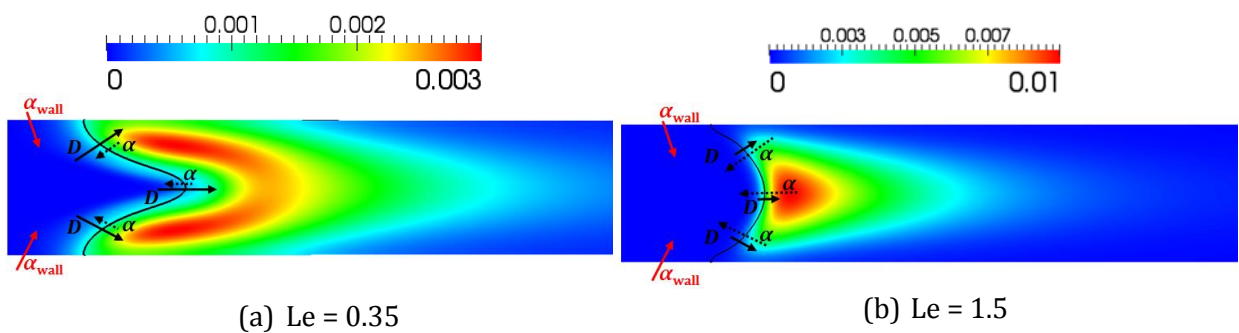 0.001 0.002
0 0.003
α_wall
D α
D α
D α
α_wall
(a) Le = 0.35
0.003 0.005 0.007
0 0.01
α_wall
D α
D α
D α
α_wall
(b) Le = 1.5